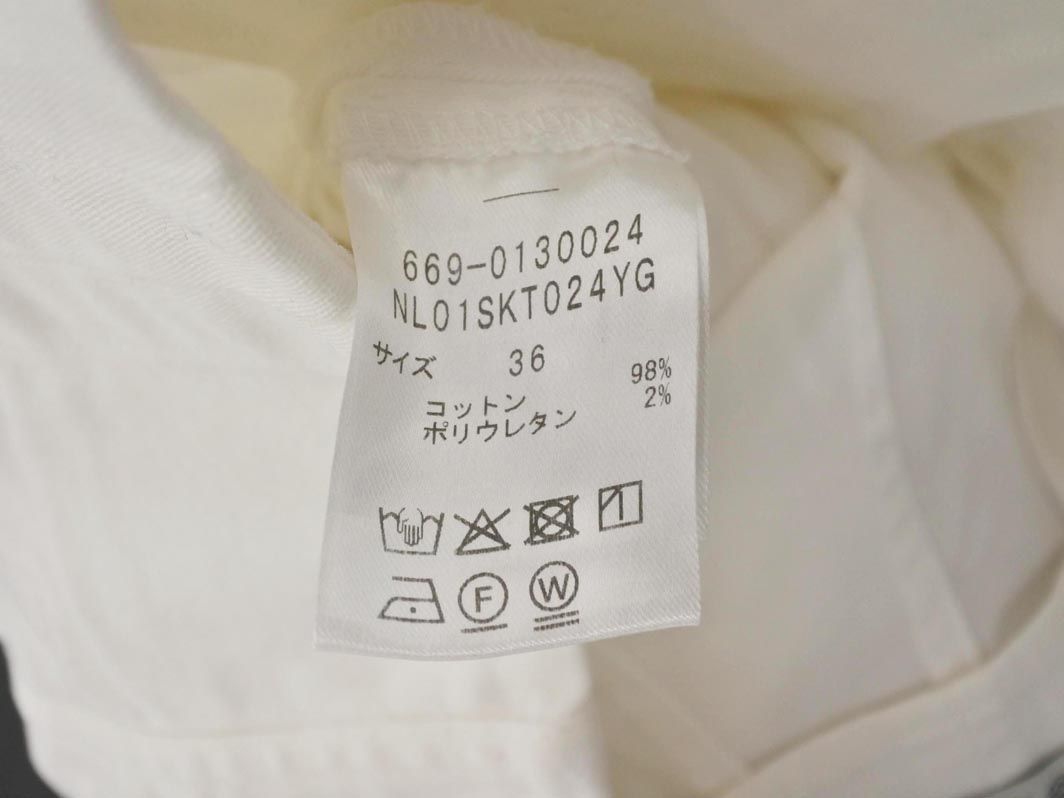 669-0130024
NL01SKT024YG
サイズ 36
コットン 98%
ポリウレタン 2%
F W